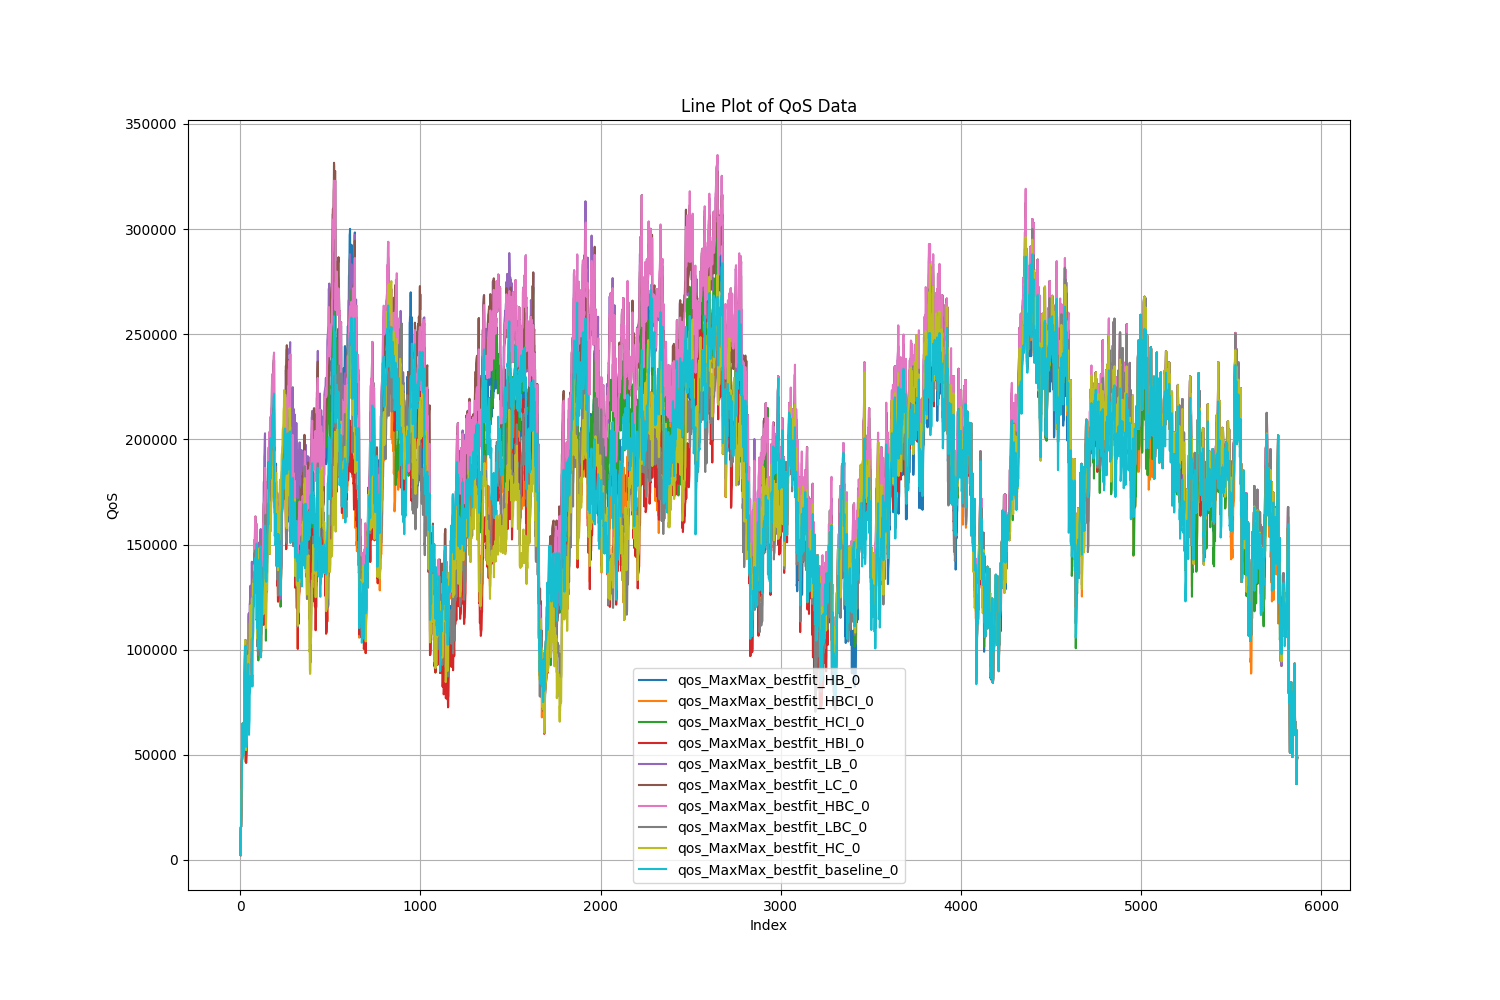 Line Plot of QoS Data
350000
300000
250000
200000
150000
100000
50000
0
QoS
0 1000 2000 3000 4000 5000 6000
Index
qos_MaxMax_bestfit_HB_0
qos_MaxMax_bestfit_HBCI_0
qos_MaxMax_bestfit_HCI_0
qos_MaxMax_bestfit_HBI_0
qos_MaxMax_bestfit_LB_0
qos_MaxMax_bestfit_LC_0
qos_MaxMax_bestfit_HBC_0
qos_MaxMax_bestfit_LBC_0
qos_MaxMax_bestfit_HC_0
qos_MaxMax_bestfit_baseline_0